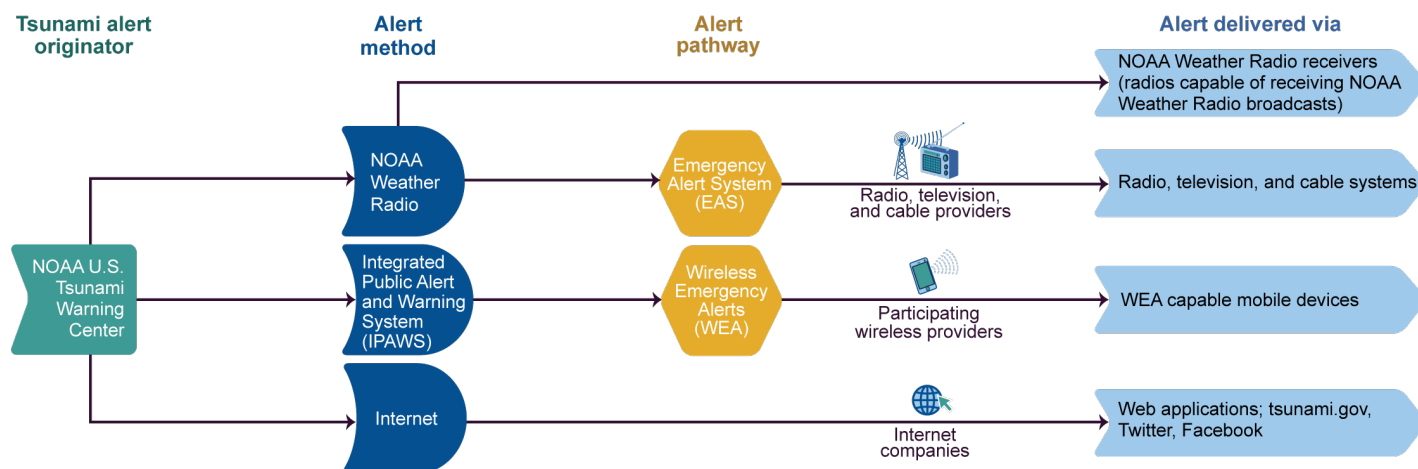 Tsunami alert
originator
Alert
method
Alert
pathway
Alert delivered via
NOAA Weather Radio receivers
(radios capable of receiving NOAA
Weather Radio broadcasts)
NOAA
Weather
Radio
Emergency
Alert System
(EAS)
Radio, television,
and cable providers
Radio, television, and cable systems
NOAA U.S.
Tsunami
Warning
Center
Integrated
Public Alert
and Warning
System
(IPAWS)
Wireless
Emergency
Alerts
(WEA)
Participating
wireless providers
WEA capable mobile devices
Internet
Internet
companies
Web applications; tsunami.gov,
Twitter, Facebook